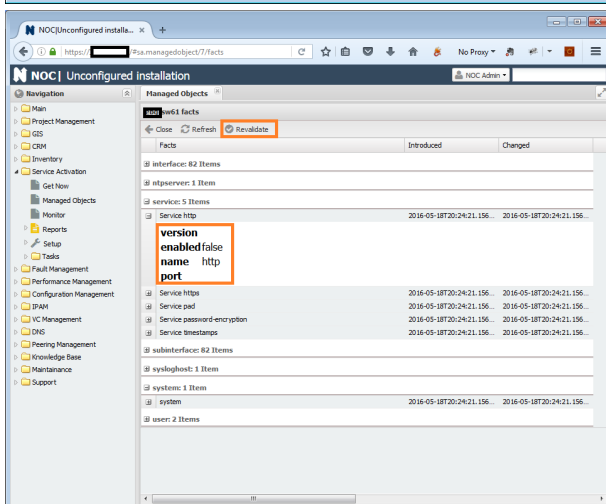 NOC|Unconfigured installa...
https://
/#sa.managedobject/7/facts
No Proxy
NOC| Unconfigured installation
NOC Admin
Navigation
Managed Objects
Main
Project Management
GIS
CRM
Inventory
Service Activation
Get Now
Managed Objects
Monitor
Reports
Setup
Tasks
Fault Management
Performance Management
Configuration Management
IPAM
VC Management
DNS
Peering Management
Knowledge Base
Maintainance
Support
sw61 facts
Close Refresh Revalidate
Facts Introduced Changed
interface: 82 Items
ntpserver: 1 Item
service: 5 Items
Service http 2016-05-18T20:24:21.156... 2016-05-18T20:24:21.156...
version
enabled false
name http
port
Service https 2016-05-18T20:24:21.156... 2016-05-18T20:24:21.156...
Service pad 2016-05-18T20:24:21.156... 2016-05-18T20:24:21.156...
Service password-encryption 2016-05-18T20:24:21.156... 2016-05-18T20:24:21.156...
Service timestamps 2016-05-18T20:24:21.156... 2016-05-18T20:24:21.156...
subinterface: 82 Items
sysloghost: 1 Item
system: 1 Item
system 2016-05-18T20:24:21.156... 2016-05-18T20:24:21.156...
user: 2 Items